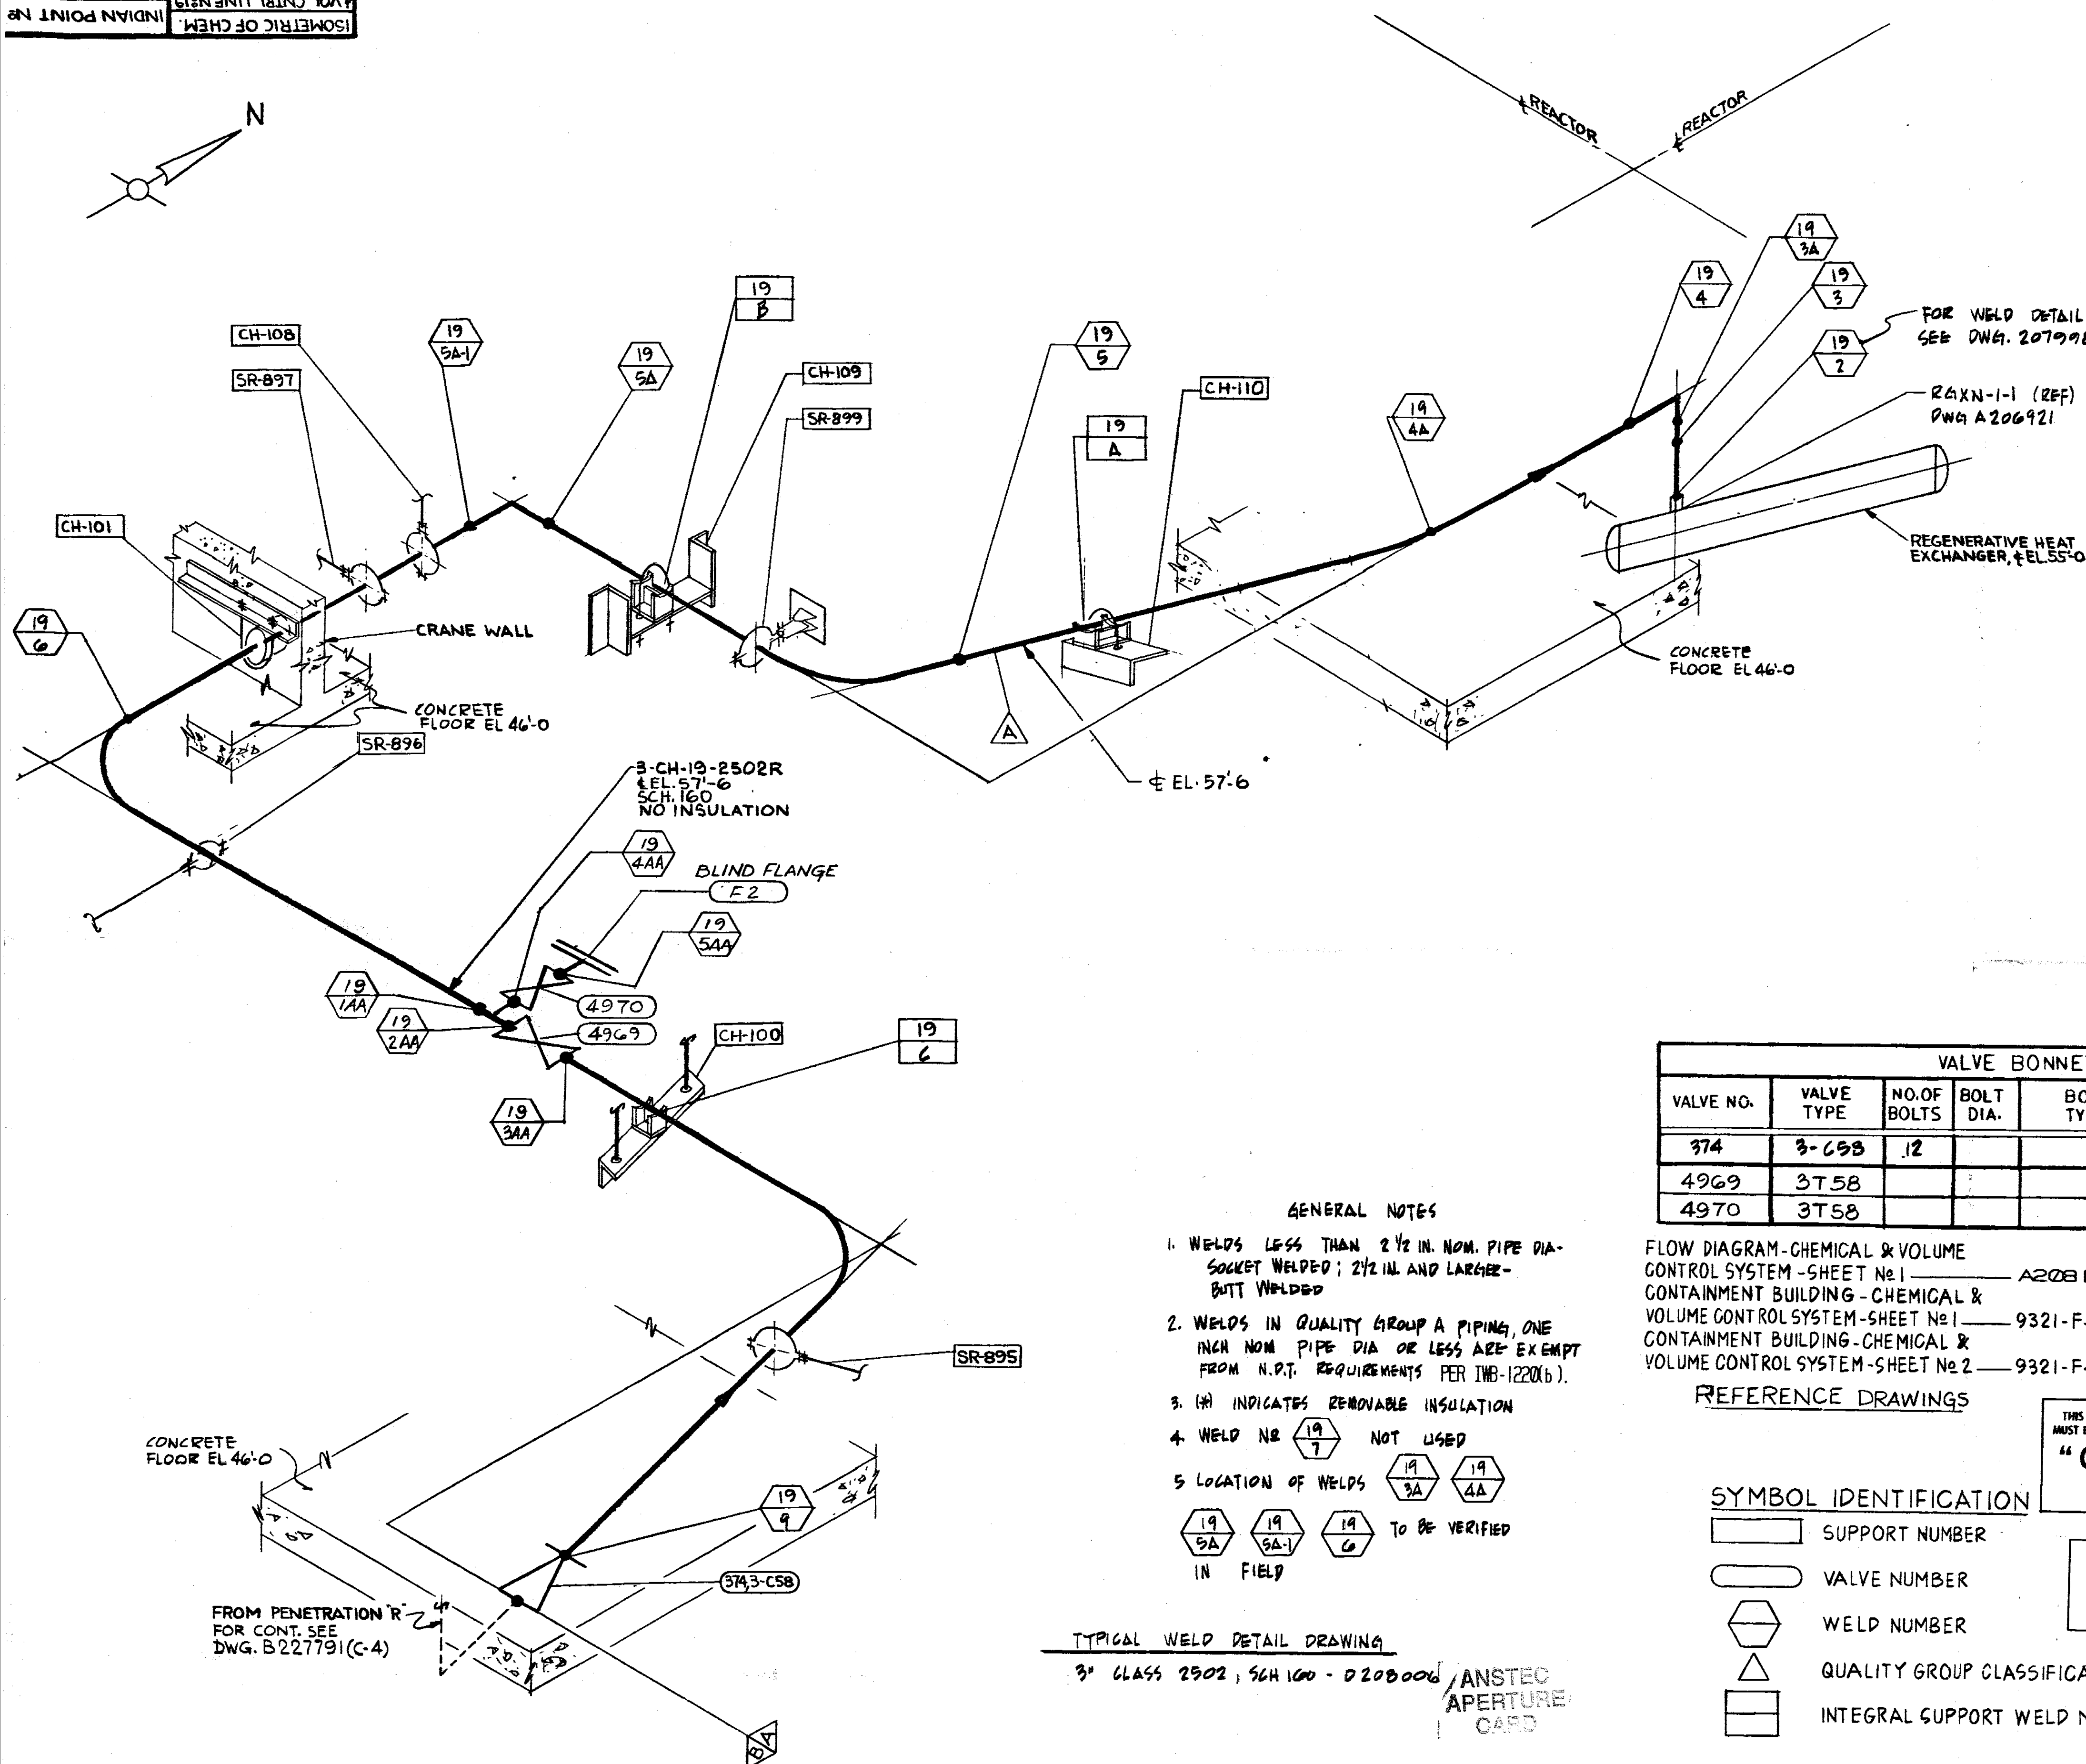 INDIAN POINT Nº
ISOMETRIC OF CHEM.
N
℄ REACTOR
℄ REACTOR
19
3A
19
4
19
3
FOR WELD DETAIL
SEE DWG.
19
2
RGXN-1-1 (REF)
DWG A206921
REGENERATIVE HEAT
EXCHANGER, ℄ EL.55'-0
19
B
CH-108
19
5A-1
19
5A
SR-897
CH-109
SR-899
19
5
CH-110
19
A
19
4A
CH-101
CRANE WALL
19
6
CONCRETE
FLOOR EL 46'-0
CONCRETE
FLOOR EL 46'-0
SR-896
A
℄ EL. 57'-6
3-CH-19-2502R
℄ EL. 57'-6
SCH. 160
NO INSULATION
19
4AA
BLIND FLANGE
F2
19
5AA
19
1AA
4970
19
2AA
4969
CH-100
19
C
19
3AA
SR-895
CONCRETE
FLOOR EL 46'-0
19
9
374,3-C58
FROM PENETRATION "R"
FOR CONT. SEE
DWG. B227791(C-4)
B
A
GENERAL NOTES
1. WELDS LESS THAN 2 1/2 IN. NOM. PIPE DIA-
SOCKET WELDED; 2 1/2 IN. AND LARGER-
BUTT WELDED
2. WELDS IN QUALITY GROUP A PIPING, ONE
INCH NOM PIPE DIA OR LESS ARE EXEMPT
FROM N.D.T. REQUIREMENTS PER IWB-1220(b).
3. (*) INDICATES REMOVABLE INSULATION
4. WELD Nº 19 7 NOT USED
5 LOCATION OF WELDS 19 3A 19 4A
19 5A 19 5A-1 19 6 TO BE VERIFIED
IN FIELD
TYPICAL WELD DETAIL DRAWING
3" CLASS 2502, SCH 160 - D208006
ANSTEC
APERTURE
CARD
VALVE
VALVE NO. VALVE TYPE NO. OF BOLTS BOLT DIA.
374 3-C58 12
4969 3T58
4970 3T58
FLOW DIAGRAM-CHEMICAL & VOLUME
CONTROL SYSTEM-SHEET Nº 1
CONTAINMENT BUILDING-CHEMICAL &
VOLUME CONTROL SYSTEM-SHEET Nº 1 9321-F-
CONTAINMENT BUILDING-CHEMICAL &
VOLUME CONTROL SYSTEM-SHEET Nº 2 9321-F-
REFERENCE DRAWINGS
THIS
MUST
SYMBOL IDENTIFICATION
SUPPORT NUMBER
VALVE NUMBER
WELD NUMBER
QUALITY GROUP
INTEGRAL SUPPORT WELD